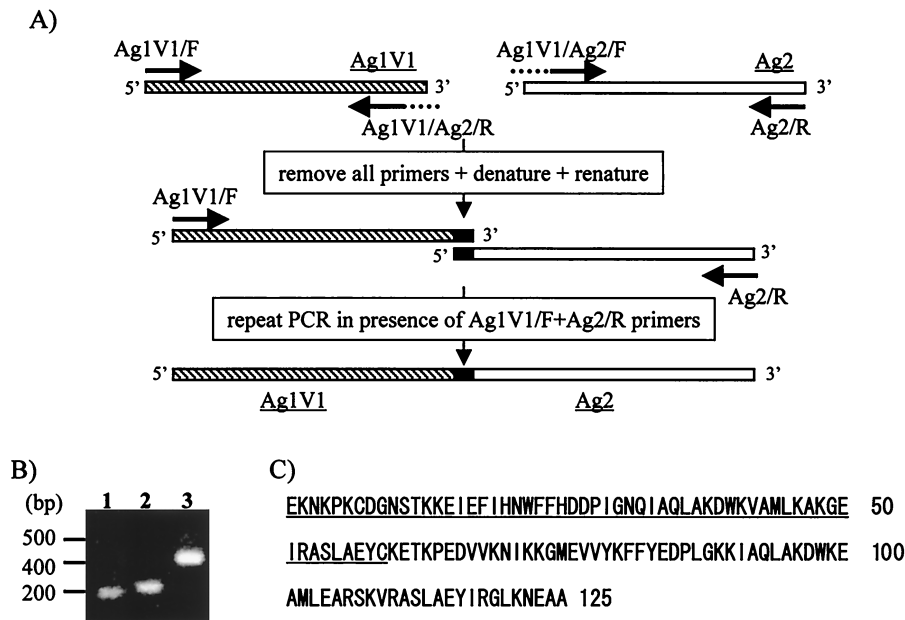 A)
Ag1V1/F
Ag1V1
Ag1V1/Ag2/F
Ag2
5’ 3’ 5’ 3’
Ag1V1/Ag2/R
Ag2/R
remove all primers + denature + renature
Ag1V1/F
5’ 3’
5’ 3’
Ag2/R
repeat PCR in presence of Ag1V1/F+Ag2/R primers
5’ 3’
Ag1V1 Ag2
B)
(bp) 1 2 3
500
400
200
C)
EKNKPKCDGNSTKKEIEFIHNWFFHDDPIGNQIAQLAKDWKVAMLKAKGE 50
IRASLAEYCKETKPEDVVKNIKKGMEVVYKFFYEDPLGKKIAQLAKDWKE 100
AMLEARSKVRASLAEYIRGLKNEAA 125